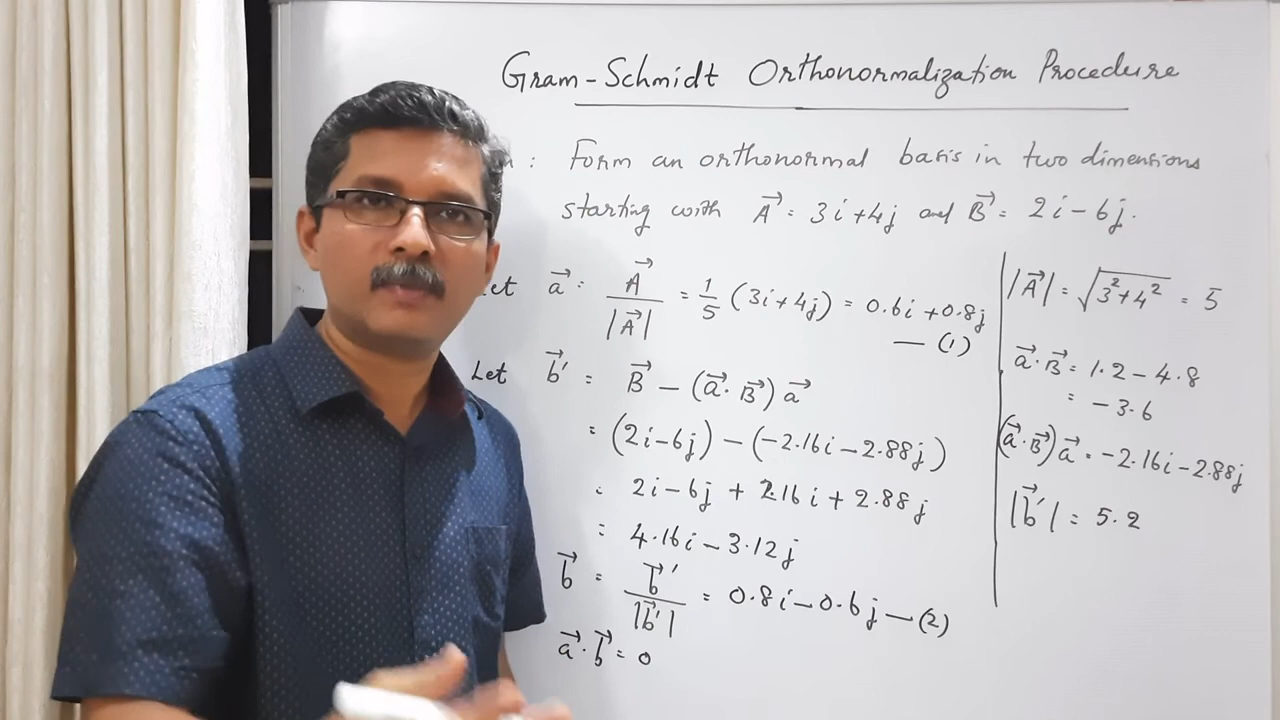 Gram-Schmidt Orthonormalization Procedure
: Form an orthonormal basis in two dimensions
starting with A⃗ = 3i+4j and B⃗ = 2i-6j.
Let a⃗ = A⃗/|A⃗| = 1/5 (3i+4j) = 0.6i+0.8j
— (1)
Let b⃗' = B⃗ - (a⃗·B⃗)a⃗
= (2i-6j) - (-2.16i-2.88j)
= 2i-6j + 2.16i + 2.88j
= 4.16i-3.12j
b⃗ = b⃗'/|b⃗'| = 0.8i-0.6j — (2)
a⃗·b⃗ = 0
|A⃗| = √(3²+4²) = 5
a⃗·B⃗ = 1.2-4.8
= -3.6
(a⃗·B⃗)a⃗ = -2.16i-2.88j
|b⃗'| = 5.2